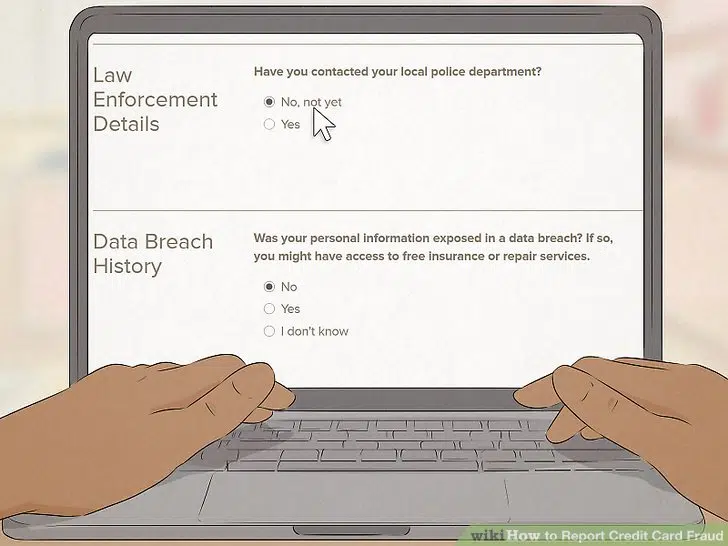 Law
Enforcement
Details
Have you contacted your local police department?
No, not yet
Yes
Data Breach
History
Was your personal information exposed in a data breach? If so,
you might have access to free insurance or repair services.
No
Yes
I don't know
wikiHow to Report Credit Card Fraud